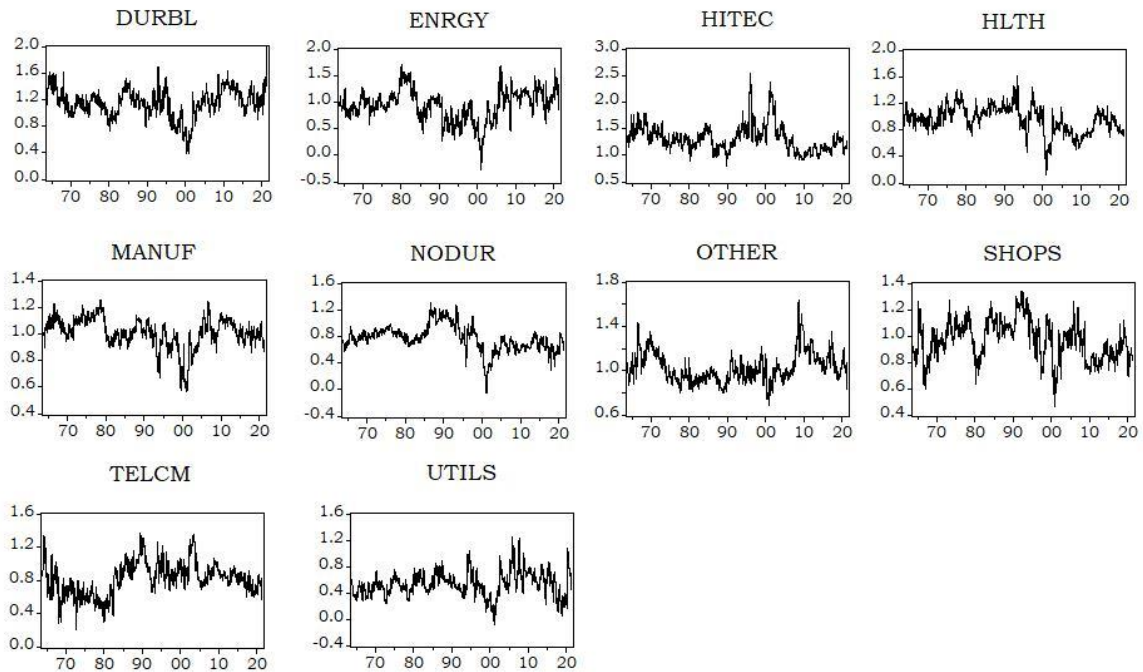 DURBL ENRGY HITEC HLTH
2.0 2.0 3.0 2.0
1.6 1.5 2.5 1.6
1.2 1.0 2.0 1.2
0.8 0.5 1.5 0.8
0.4 0.0 1.0 0.4
0.0 -0.5 0.5 0.0
70 80 90 00 10 20 70 80 90 00 10 20 70 80 90 00 10 20 70 80 90 00 10 20
MANUF NODUR OTHER SHOPS
1.4 1.6 1.8 1.4
1.2 1.2 1.4 1.2
1.0 0.8 1.0 1.0
0.8 0.4 0.6 0.8
0.6 0.0 0.6
0.4 -0.4 0.4
70 80 90 00 10 20 70 80 90 00 10 20 70 80 90 00 10 20 70 80 90 00 10 20
TELCM UTILS
1.6 1.6
1.2 1.2
0.8 0.8
0.4 0.4
0.0 0.0
-0.4
70 80 90 00 10 20 70 80 90 00 10 20